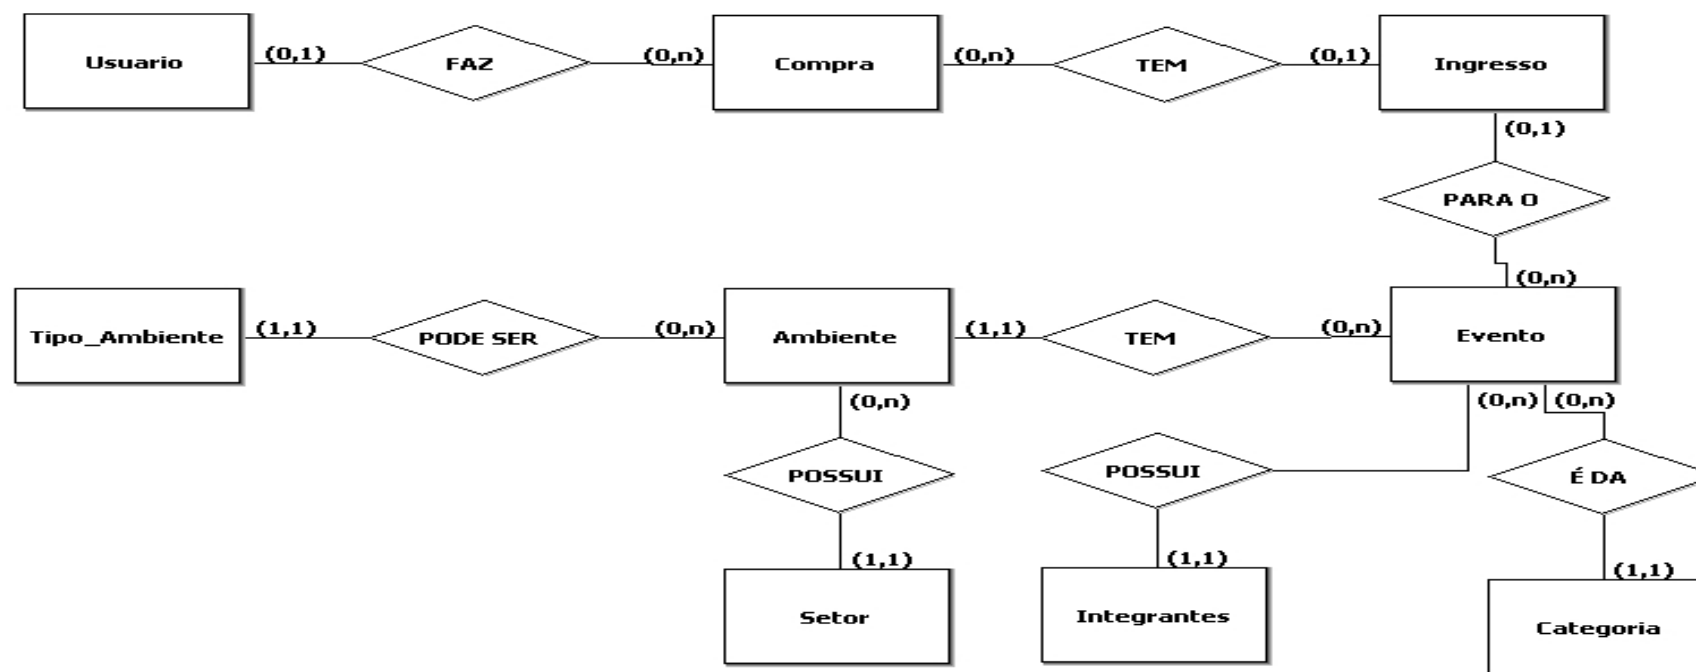 Usuario (0,1) FAZ (0,n) Compra (0,n) TEM (0,1) Ingresso
(0,1)
PARA O
(0,n)
Tipo_Ambiente (1,1) PODE SER (0,n) Ambiente (1,1) TEM (0,n) Evento
(0,n) (0,n) (0,n)
POSSUI POSSUI É DA
(1,1) (1,1) (1,1)
Setor Integrantes Categoria